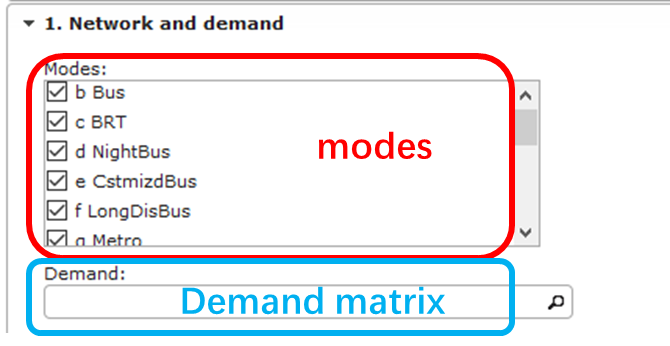 1. Network and demand
Modes:
b Bus
c BRT
d NightBus
modes
e CstmizdBus
f LongDisBus
g Metro
Demand:
Demand matrix